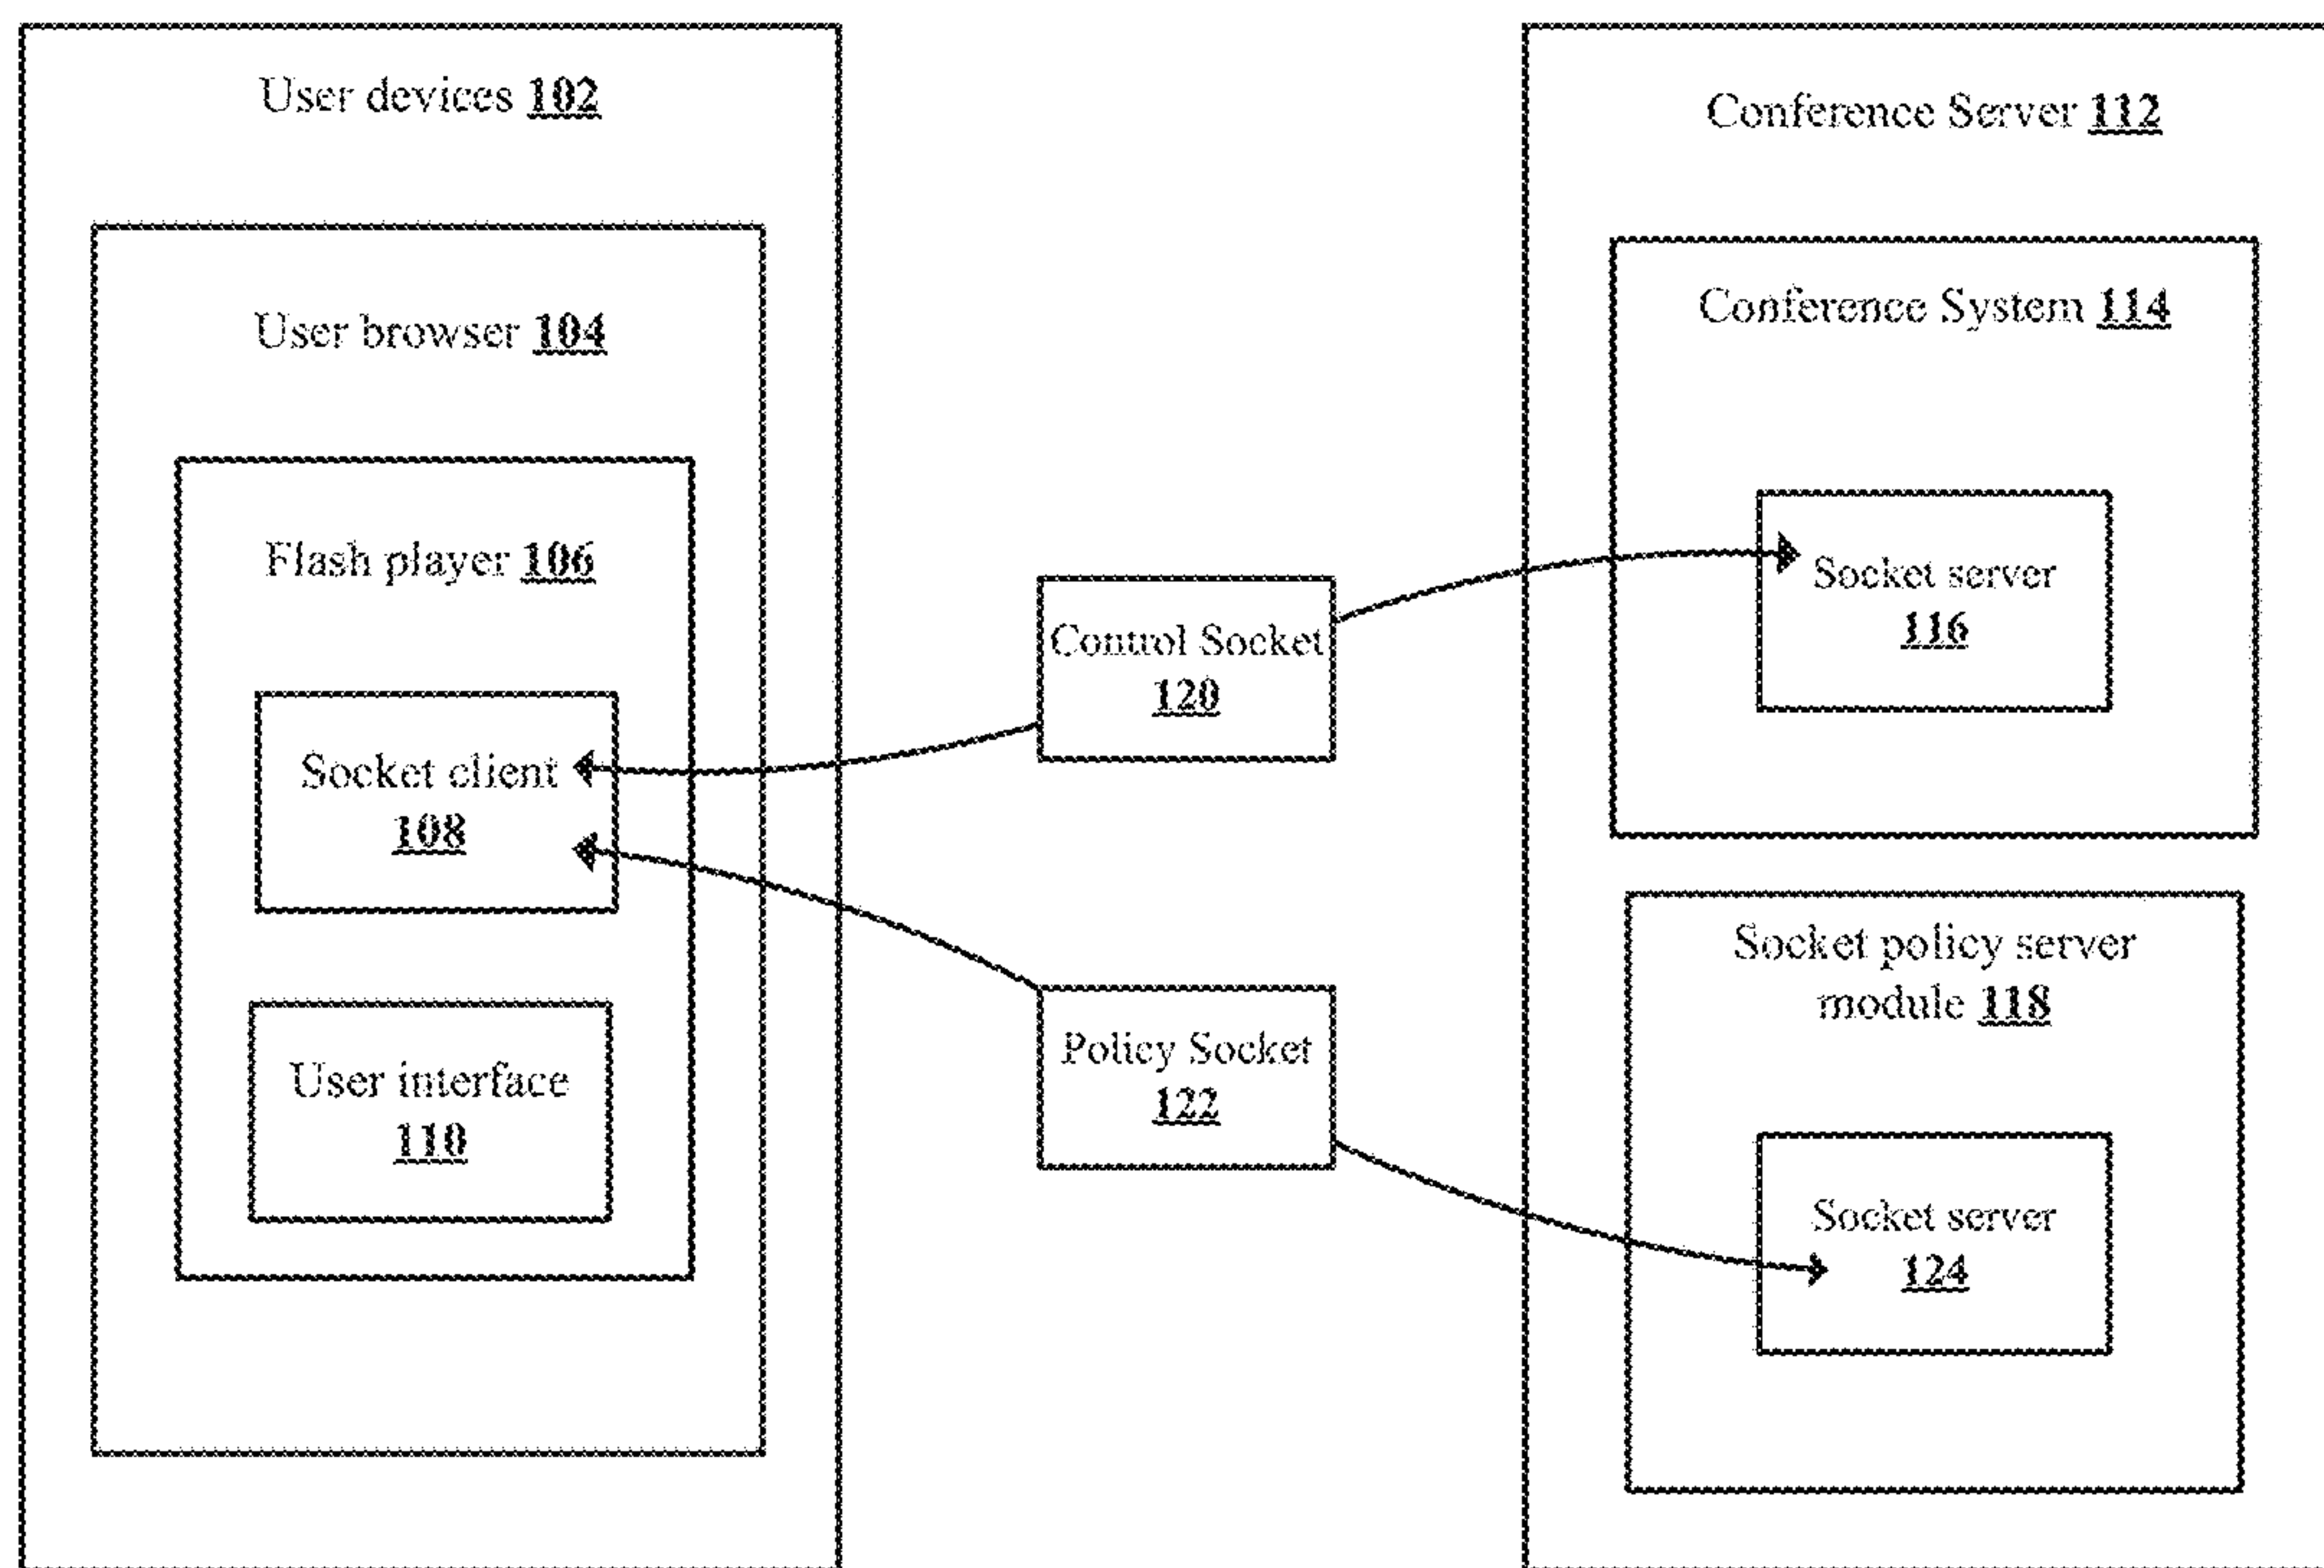 User devices 102
User browser 104
Flash player 106
Socket client
108
User interface
110
Control Socket
120
Policy Socket
122
Conference Server 112
Conference System 114
Socket server
116
Socket policy server
module 118
Socket server
124